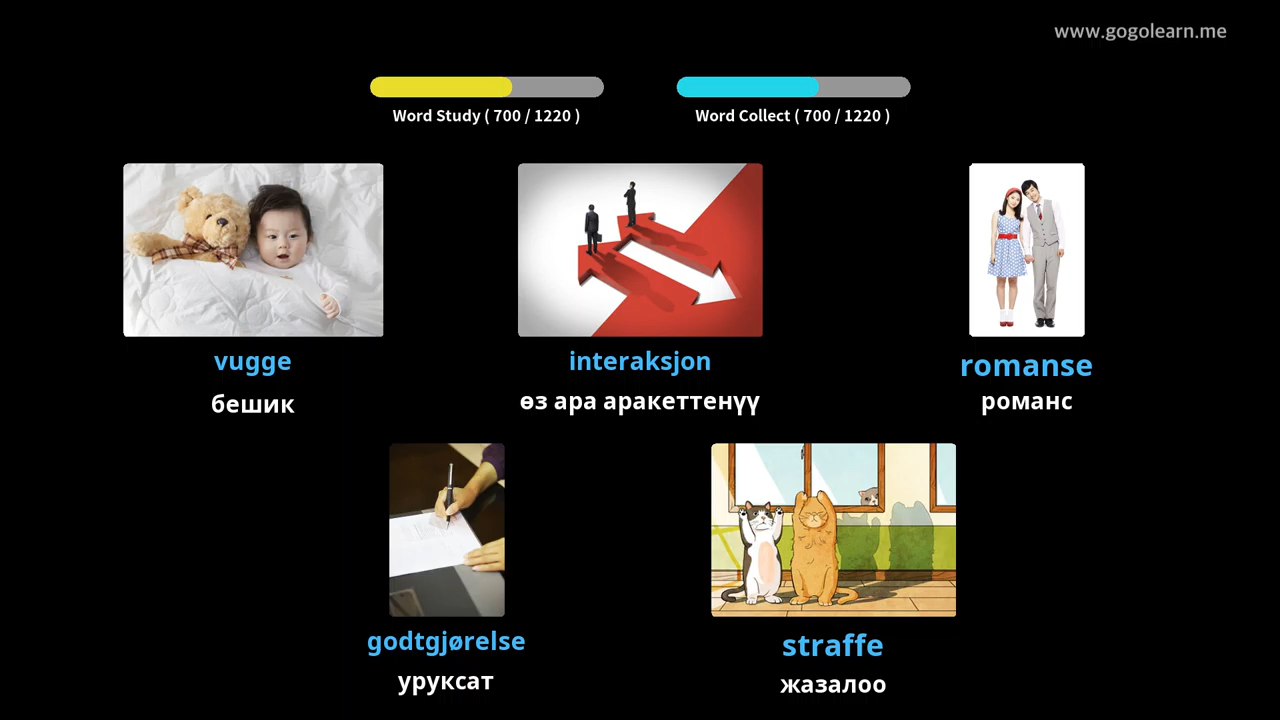 www.gogolearn.me
Word Study ( 700 / 1220 )
Word Collect ( 700 / 1220 )
vugge
бешик
interaksjon
өз ара аракеттенүү
romanse
романс
godtgjørelse
уруксат
straffe
жазалоо